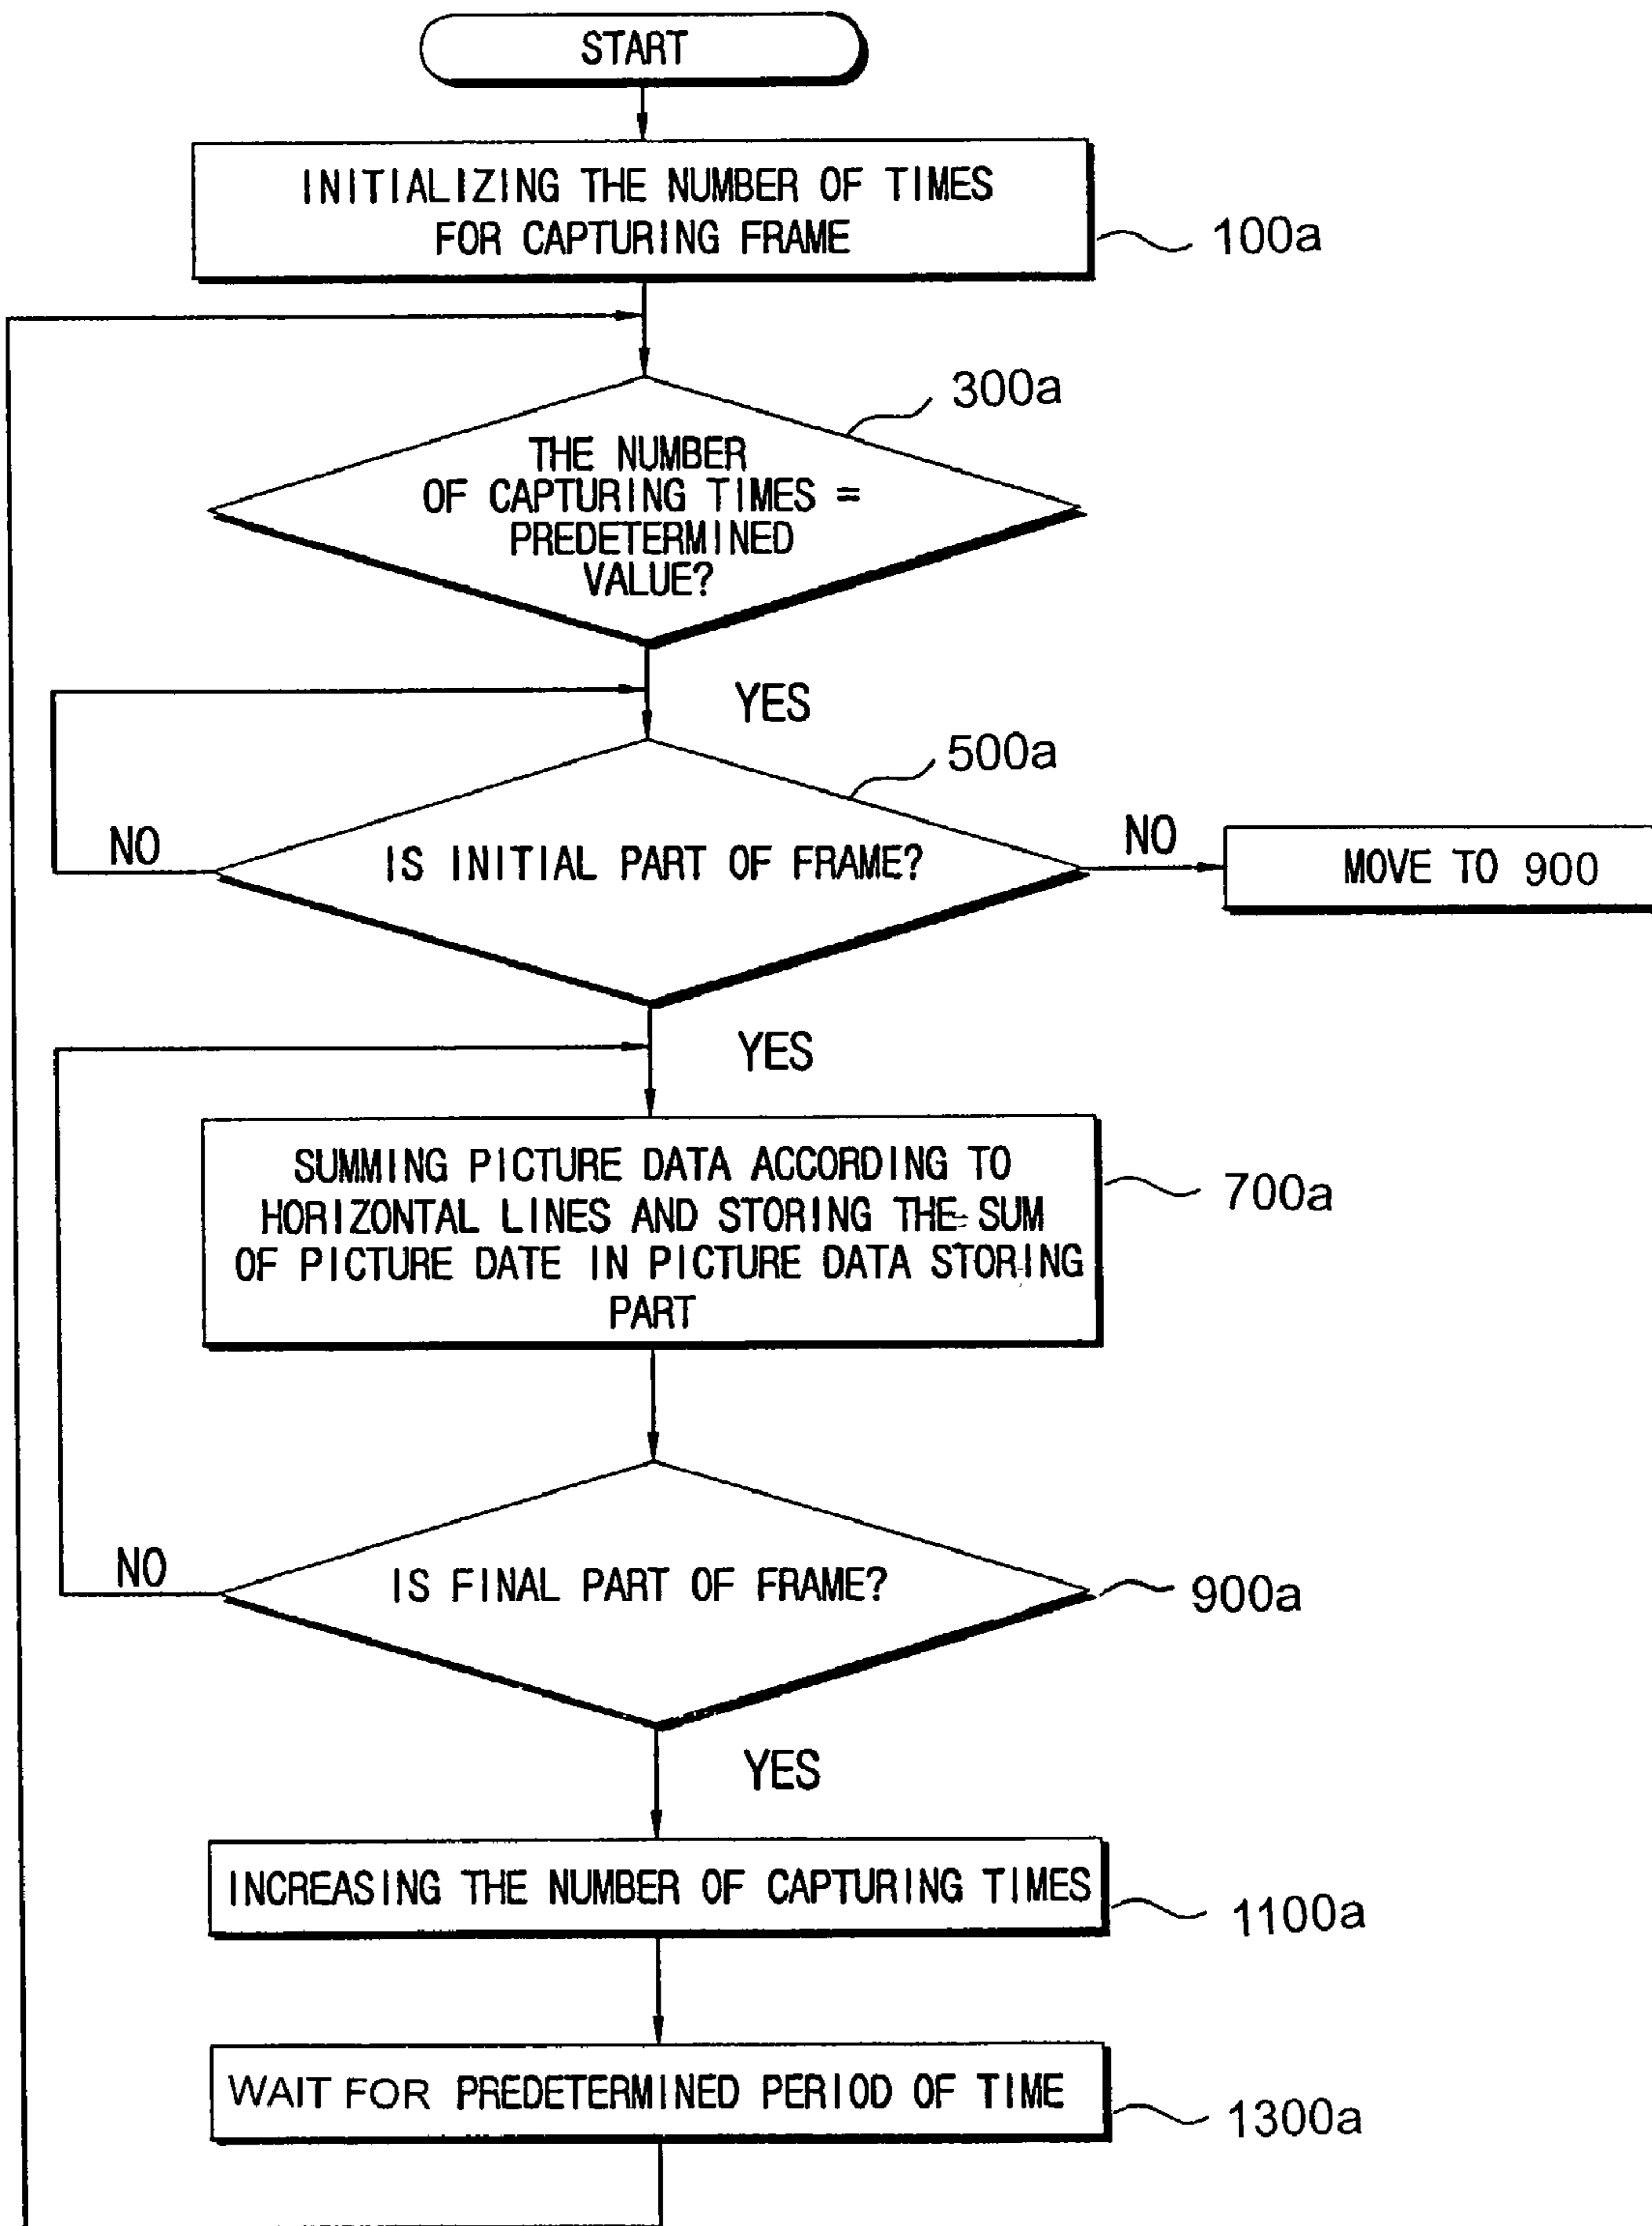 START
INITIALIZING THE NUMBER OF TIMES
FOR CAPTURING FRAME
100a
300a
THE NUMBER
OF CAPTURING TIMES =
PREDETERMINED
VALUE?
YES
500a
NO
IS INITIAL PART OF FRAME?
NO
MOVE TO 900
YES
SUMMING PICTURE DATA ACCORDING TO
HORIZONTAL LINES AND STORING THE SUM
OF PICTURE DATE IN PICTURE DATA STORING
PART
700a
NO
IS FINAL PART OF FRAME?
900a
YES
INCREASING THE NUMBER OF CAPTURING TIMES
1100a
WAIT FOR PREDETERMINED PERIOD OF TIME
1300a